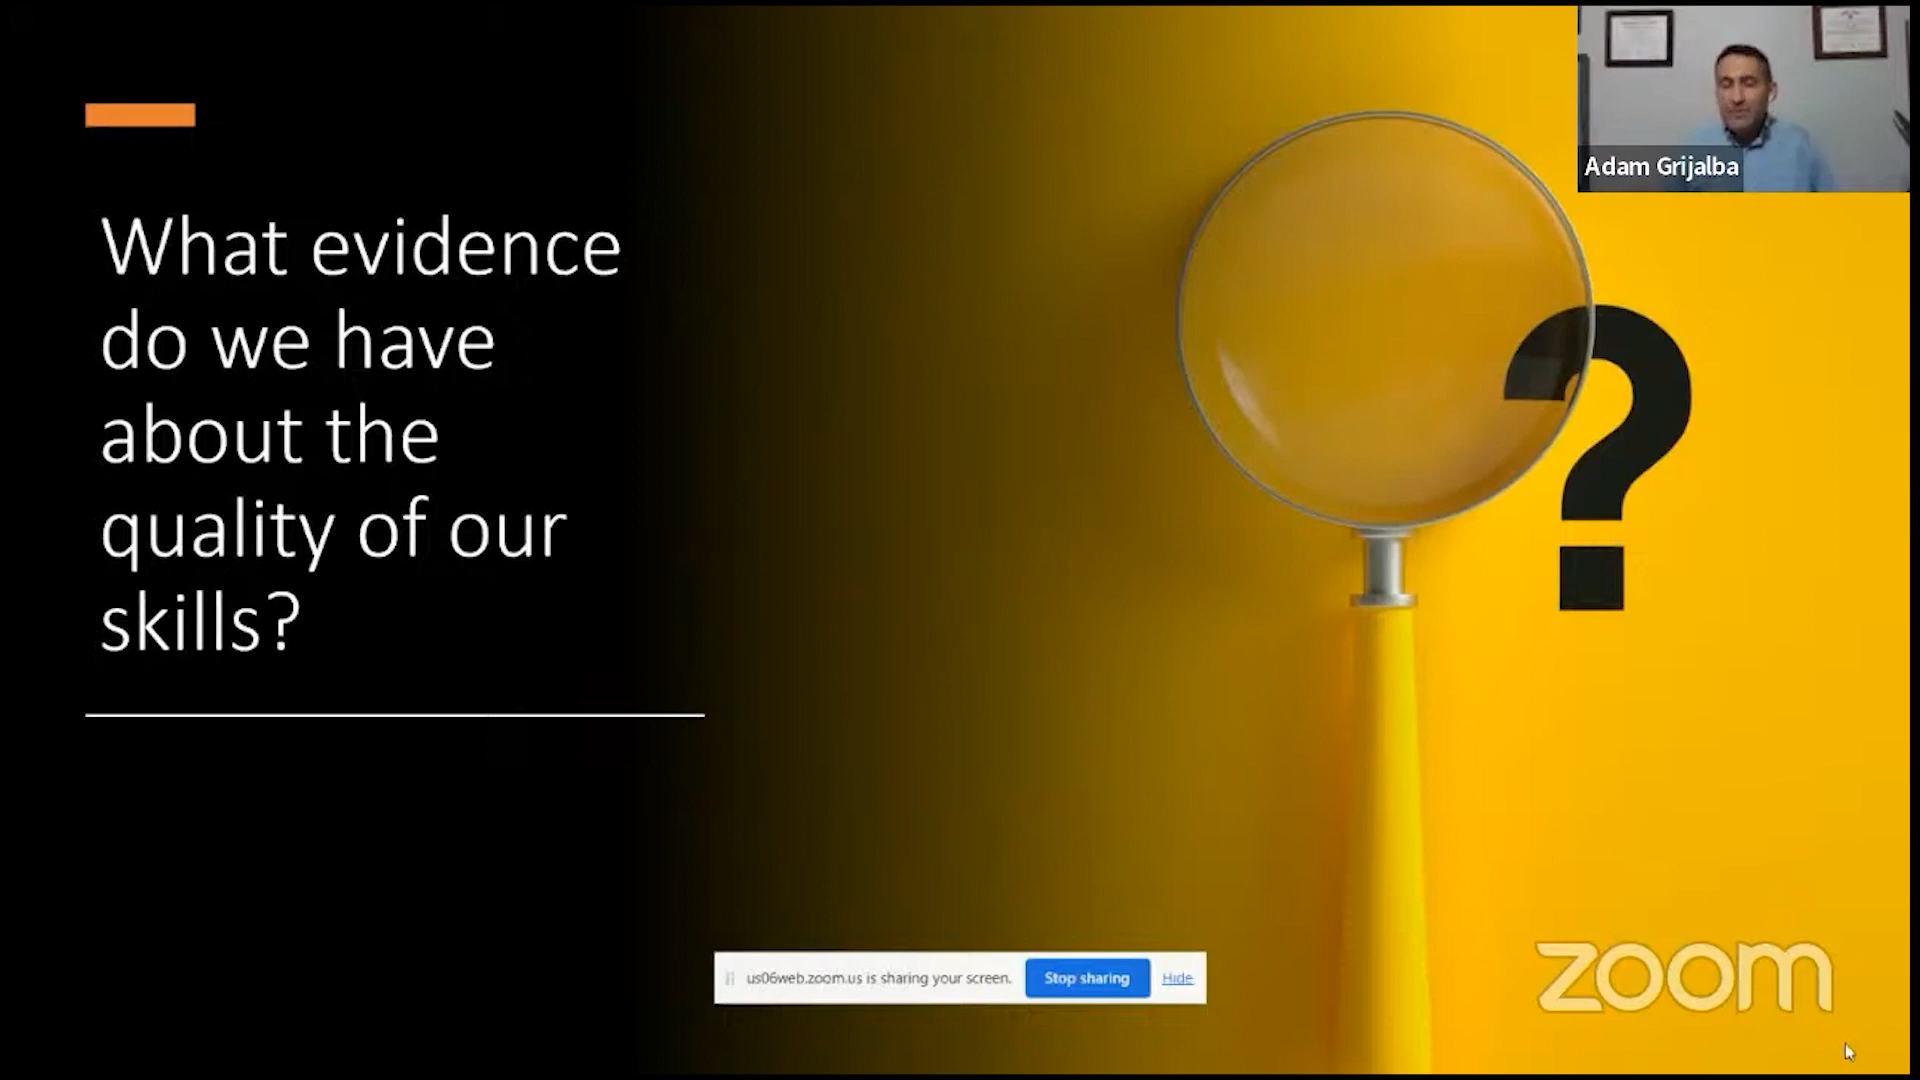 Adam Grijalba
What evidence
do we have
about the
quality of our
skills?
?
us06web.zoom.us is sharing your screen. Stop sharing Hide
zoom